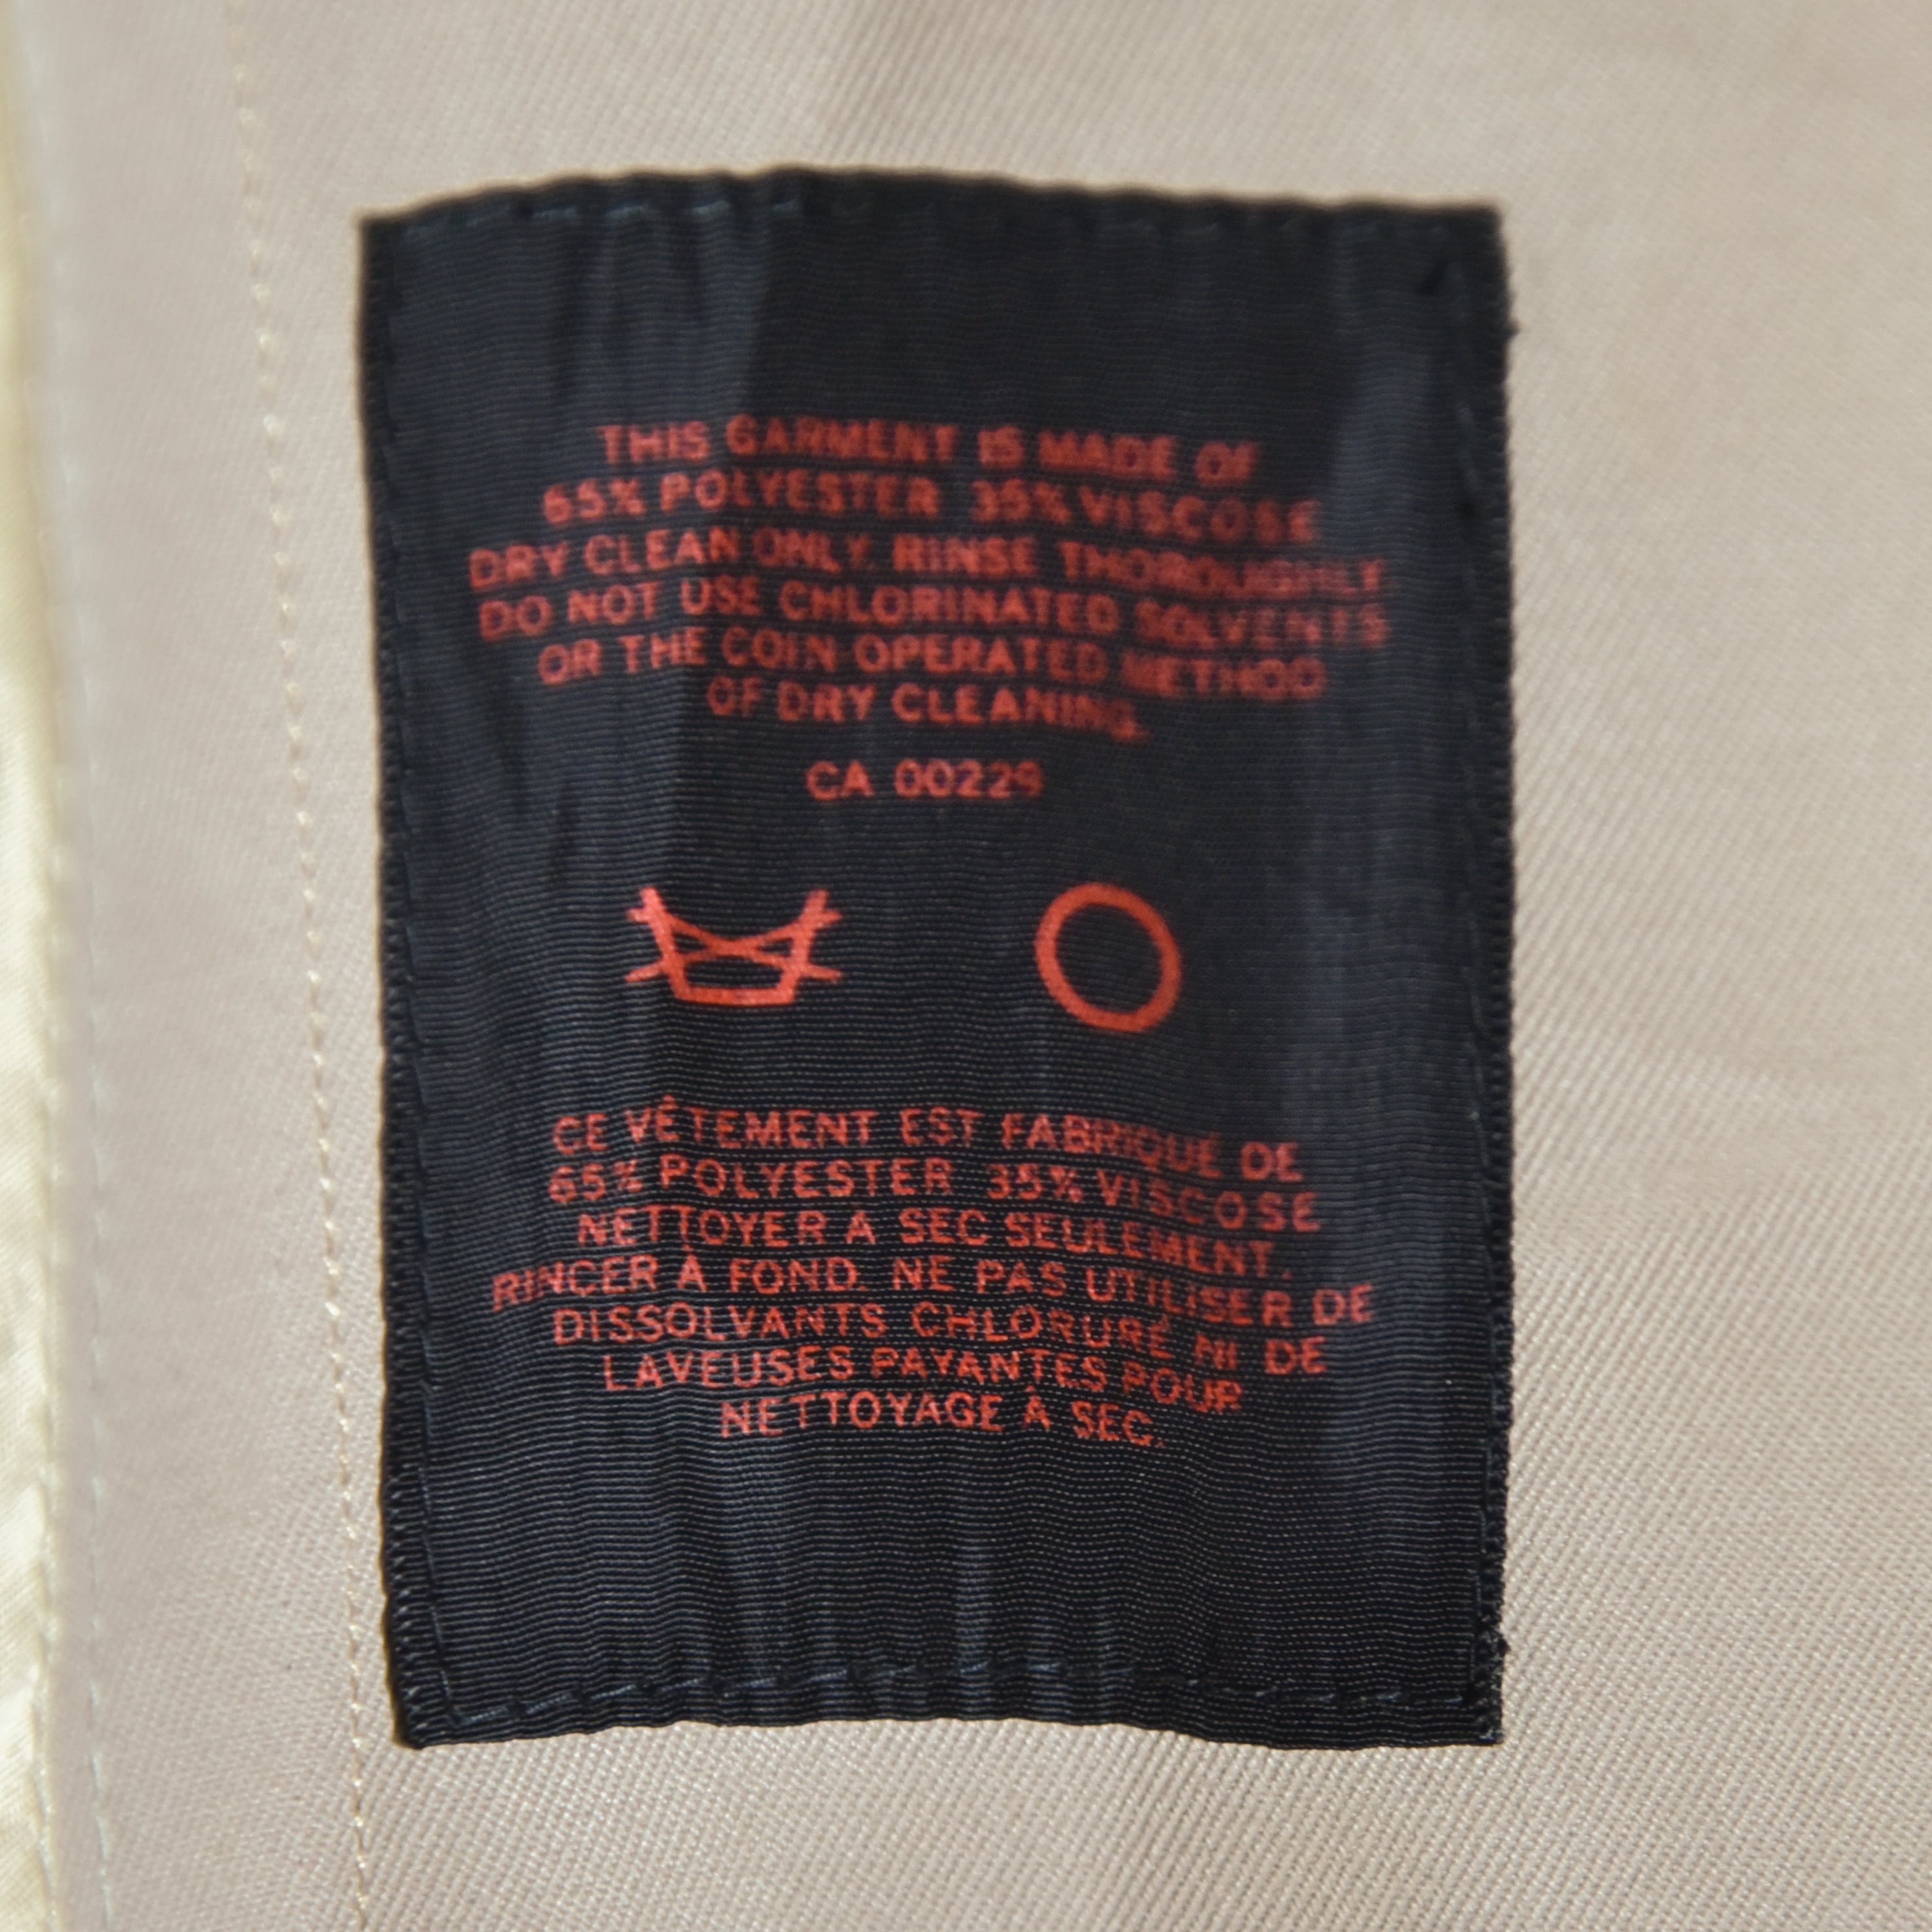 THIS GARMENT IS MADE OF
65% POLYESTER 35% VISCOSE
DRY CLEAN ONLY. RINSE THOROUGHLY
DO NOT USE CHLORINATED SOLVENTS
OR THE COIN OPERATED METHOD
OF DRY CLEANING.
CA 00229
CE VÊTEMENT EST FABRIQUÉ DE
65% POLYESTER 35% VISCOSE
NETTOYER A SEC SEULEMENT.
RINCER À FOND. NE PAS UTILISER DE
DISSOLVANTS CHLORURÉ NI DE
LAVEUSES PAYANTES POUR
NETTOYAGE À SEC.